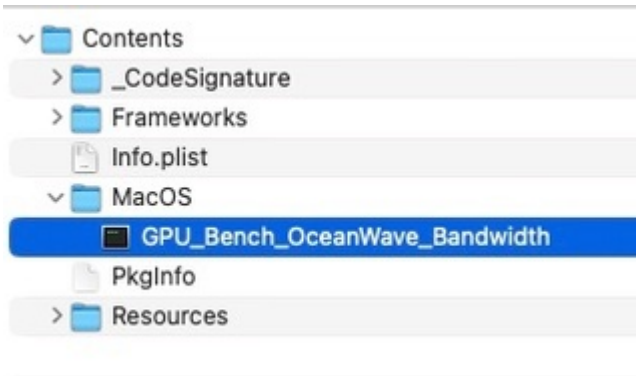 Contents
_CodeSignature
Frameworks
Info.plist
MacOS
GPU_Bench_OceanWave_Bandwidth
PkgInfo
Resources